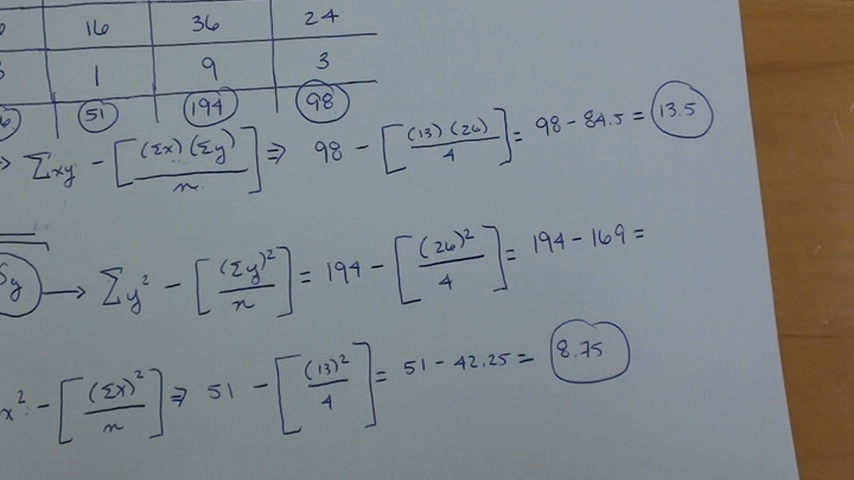 16 36 24
3 1 9 3
51 194 98
Σxy - [(Σx)(Σy)/n] ⇒ 98 - [(13)(26)/4] = 98 - 84.5 = 13.5
Sy → Σy² - [(Σy)²/n] = 194 - [(26)²/4] = 194 - 169 =
x² - [(Σx)²/n] ⇒ 51 - [(13)²/4] = 51 - 42.25 = 8.75